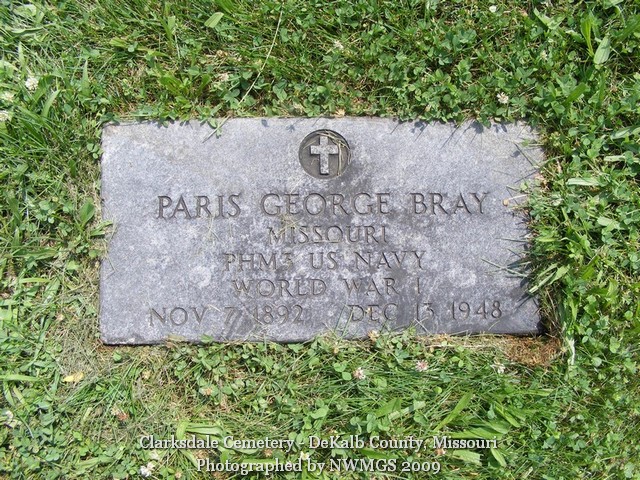 PARIS GEORGE BRAY
MISSOURI
PHM3 US NAVY
WORLD WAR I
NOV 7 1892 DEC 13 1948
Clarksdale Cemetery - DeKalb County, Missouri
Photographed by NWMGS 2009